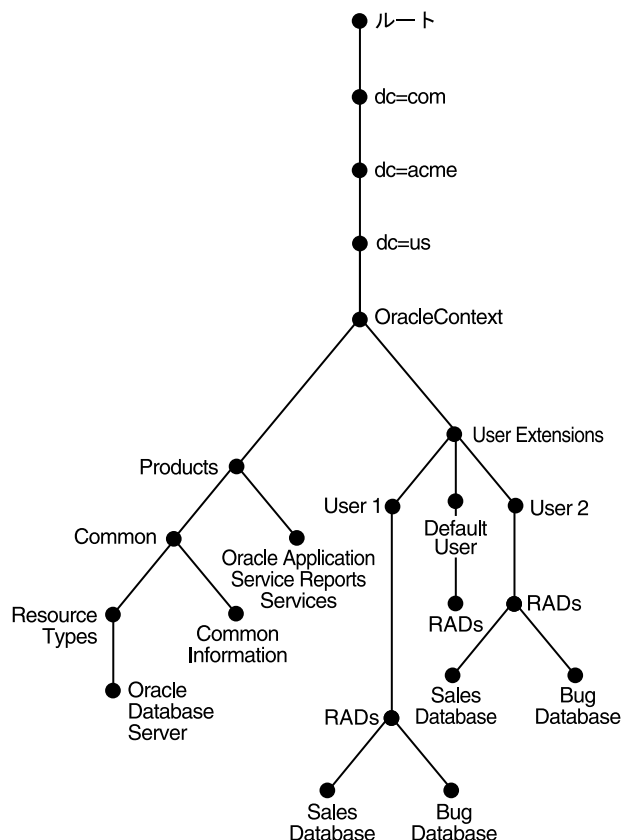 ルート
dc=com
dc=acme
dc=us
OracleContext
User Extensions
Products
User 1
Default
User
User 2
Common
Oracle Application
Service Reports
Services
Resource
Types
Common
Information
RADs
RADs
Oracle
Database
Server
Sales
Database
Bug
Database
RADs
Sales
Database
Bug
Database